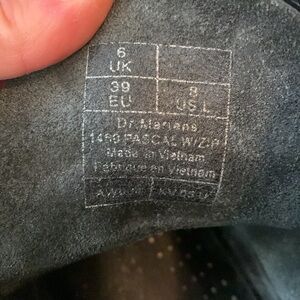 6
UK
39 8
EU US L
Dr. Martens
1460 PASCAL W/ZIP
Made in Vietnam
Fabriqué en Vietnam